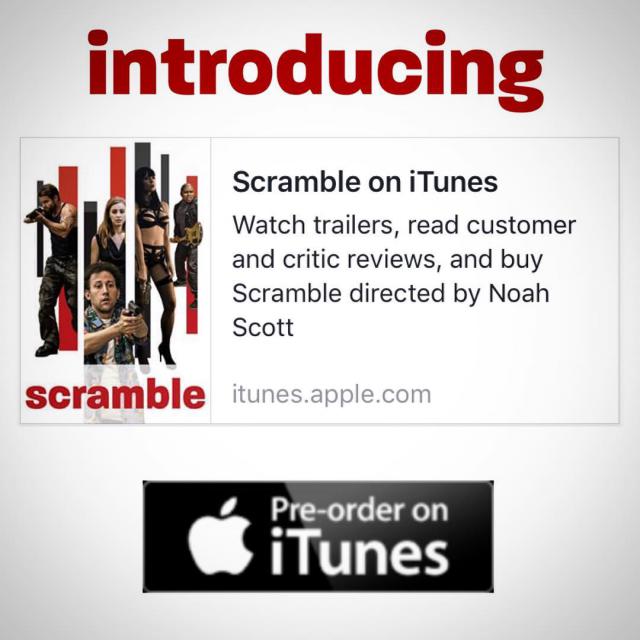 introducing
Scramble on iTunes
Watch trailers, read customer
and critic reviews, and buy
Scramble directed by Noah
Scott
scramble
itunes.apple.com
Pre-order on
iTunes